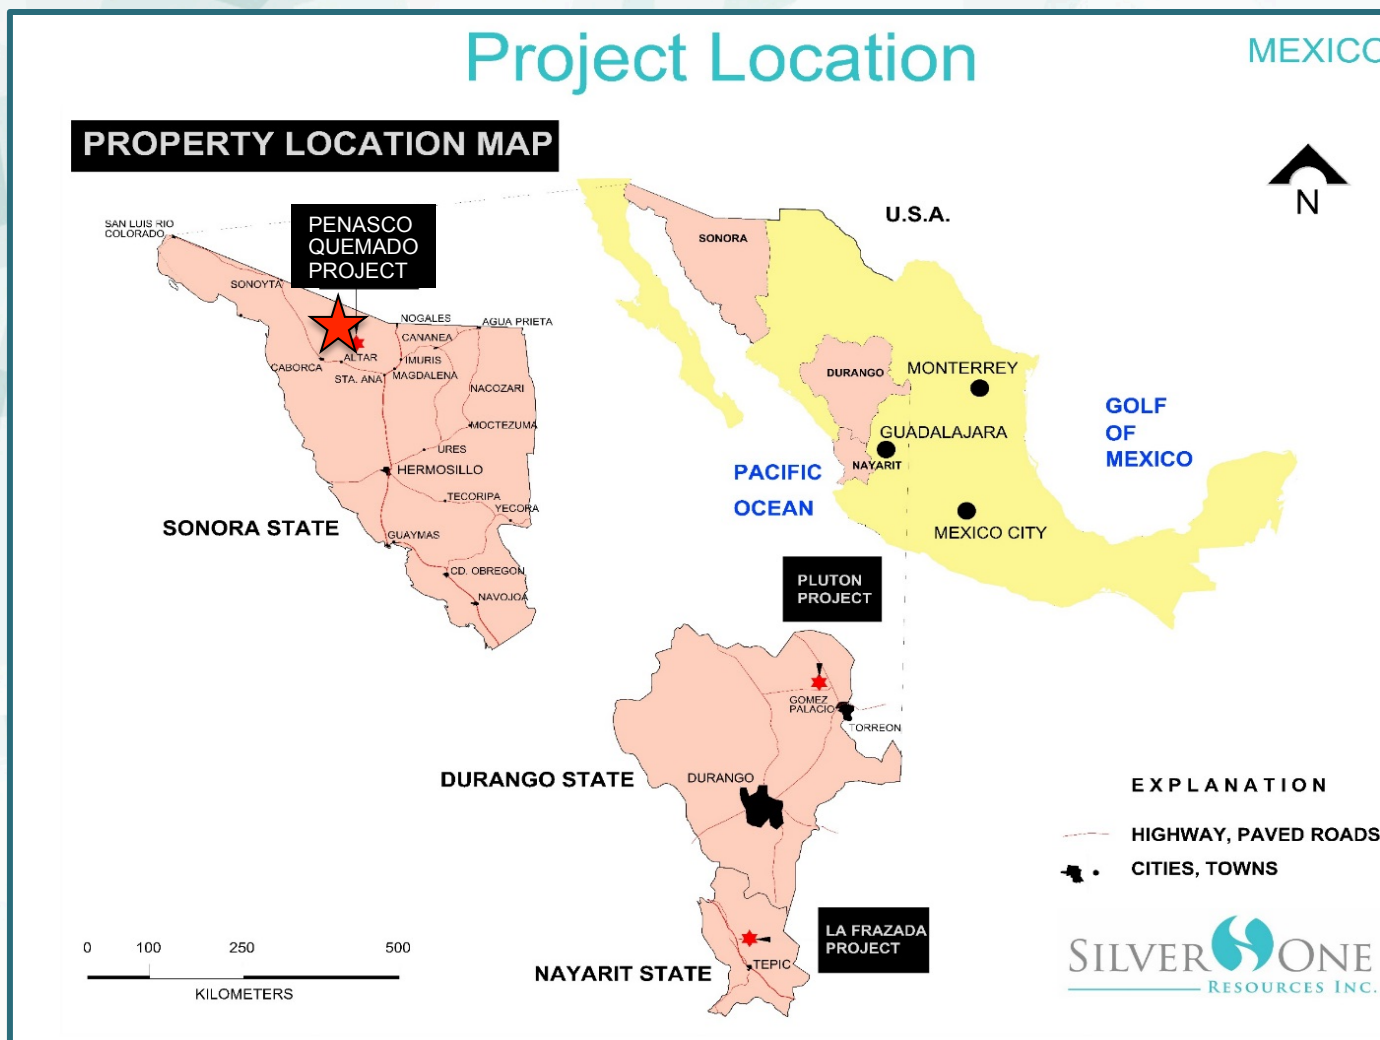 Project Location
MEXICO
PROPERTY LOCATION MAP
N
U.S.A.
SAN LUIS RIO
COLORADO
PENASCO
QUEMADO
PROJECT
SONORA
SONOYTA
NOGALES
AGUA PRIETA
CANANEA
ALTAR
IMURIS
CABORCA
STA. ANA
MAGDALENA
NACOZARI
MOCTEZUMA
URES
HERMOSILLO
TECORIPA
YECORA
SONORA STATE
GUAYMAS
CD. OBREGON
NAVOJOA
DURANGO
MONTERREY
GUADALAJARA
NAYARIT
MEXICO CITY
PACIFIC
OCEAN
GOLF
OF
MEXICO
PLUTON
PROJECT
GOMEZ
PALACIO
TORREON
DURANGO STATE
DURANGO
LA FRAZADA
PROJECT
NAYARIT STATE
TEPIC
0 100 250 500
KILOMETERS
EXPLANATION
HIGHWAY, PAVED ROADS
CITIES, TOWNS
SILVER ONE
RESOURCES INC.